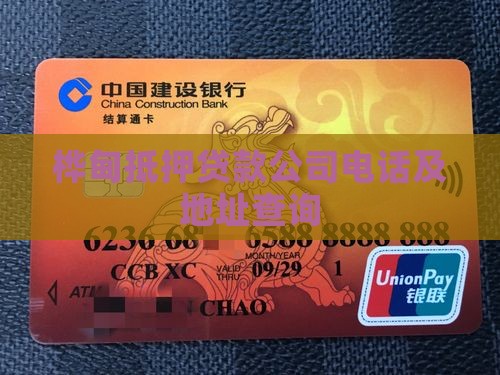 中国建设银行
China Construction Bank
结算通卡
桦甸抵押贷款公司电话及
地址查询
6236 68 6588 8888 888
MONTH/YEAR
CCB XC VALID THRU 09/29 1
ATM
CHAO
UnionPay
银联